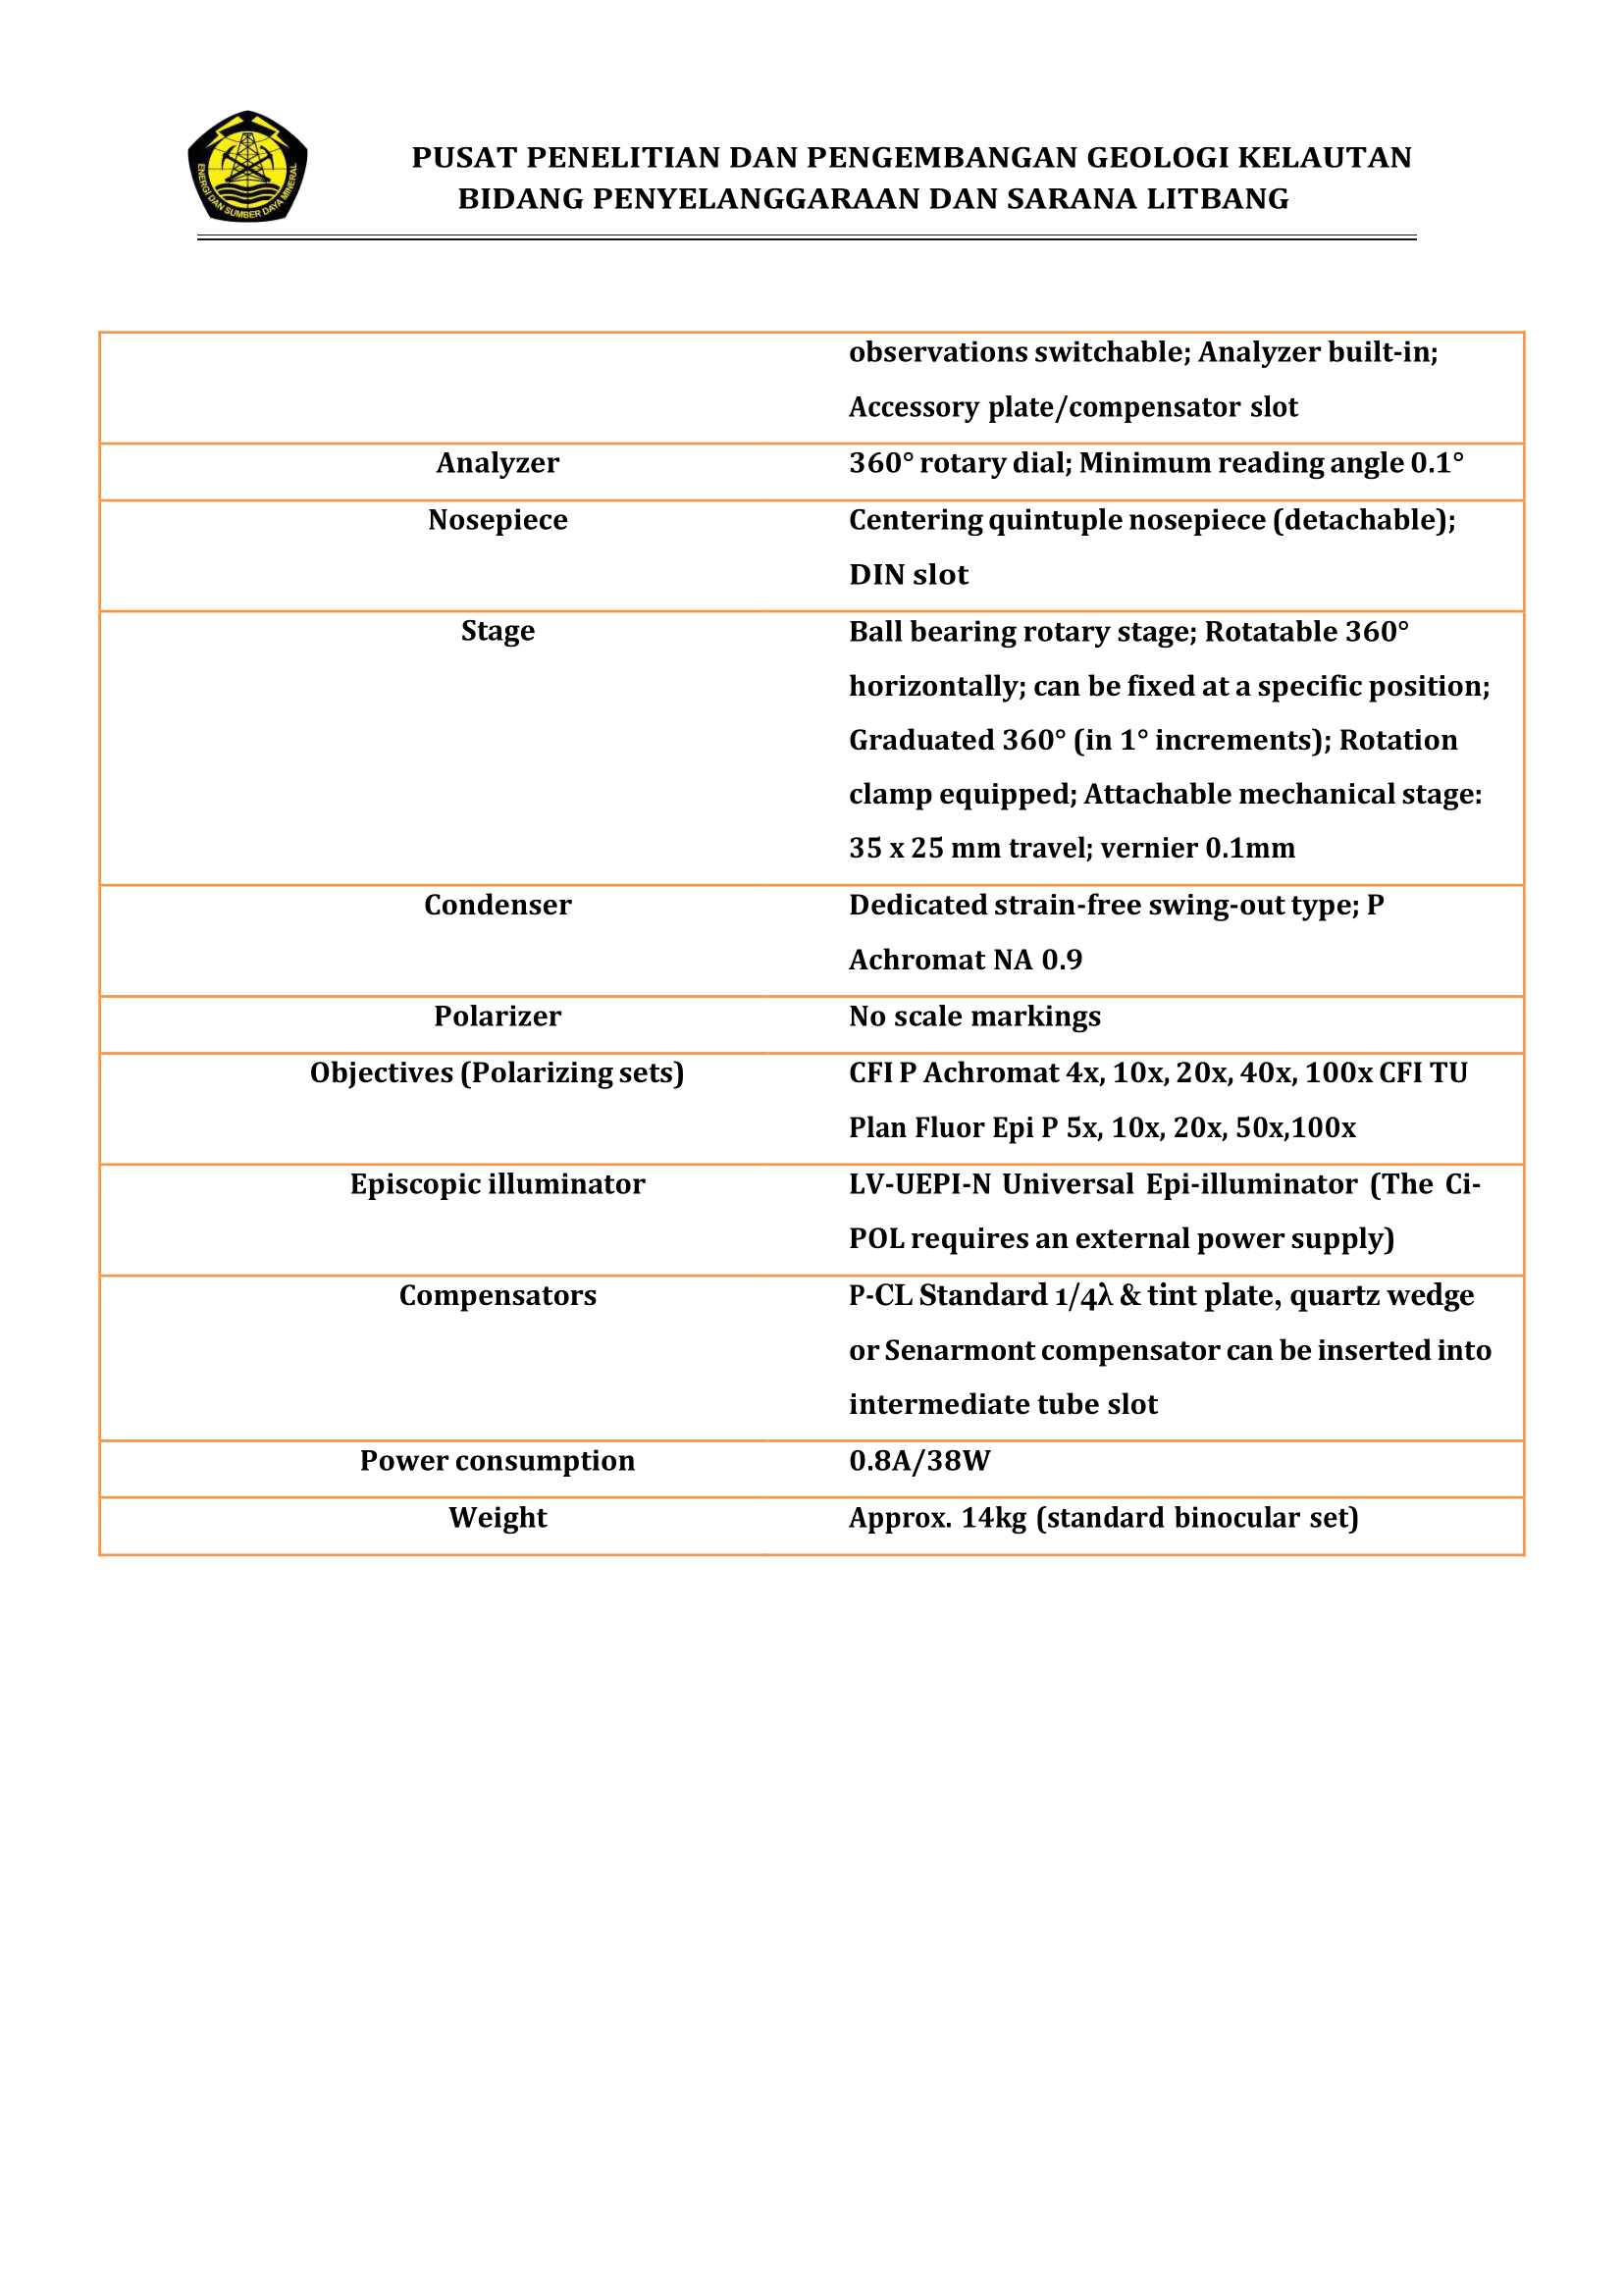 ENERGI DAN SUMBER DAYA MINERAL
PUSAT PENELITIAN DAN PENGEMBANGAN GEOLOGI KELAUTAN
BIDANG PENYELANGGARAAN DAN SARANA LITBANG
observations switchable; Analyzer built-in;
Accessory plate/compensator slot
Analyzer
360° rotary dial; Minimum reading angle 0.1°
Nosepiece
Centering quintuple nosepiece (detachable);
DIN slot
Stage
Ball bearing rotary stage; Rotatable 360°
horizontally; can be fixed at a specific position;
Graduated 360° (in 1° increments); Rotation
clamp equipped; Attachable mechanical stage:
35 x 25 mm travel; vernier 0.1mm
Condenser
Dedicated strain-free swing-out type; P
Achromat NA 0.9
Polarizer
No scale markings
Objectives (Polarizing sets)
CFI P Achromat 4x, 10x, 20x, 40x, 100x CFI TU
Plan Fluor Epi P 5x, 10x, 20x, 50x,100x
Episcopic illuminator
LV-UEPI-N Universal Epi-illuminator (The Ci-
POL requires an external power supply)
Compensators
P-CL Standard 1/4λ & tint plate, quartz wedge
or Senarmont compensator can be inserted into
intermediate tube slot
Power consumption
0.8A/38W
Weight
Approx. 14kg (standard binocular set)